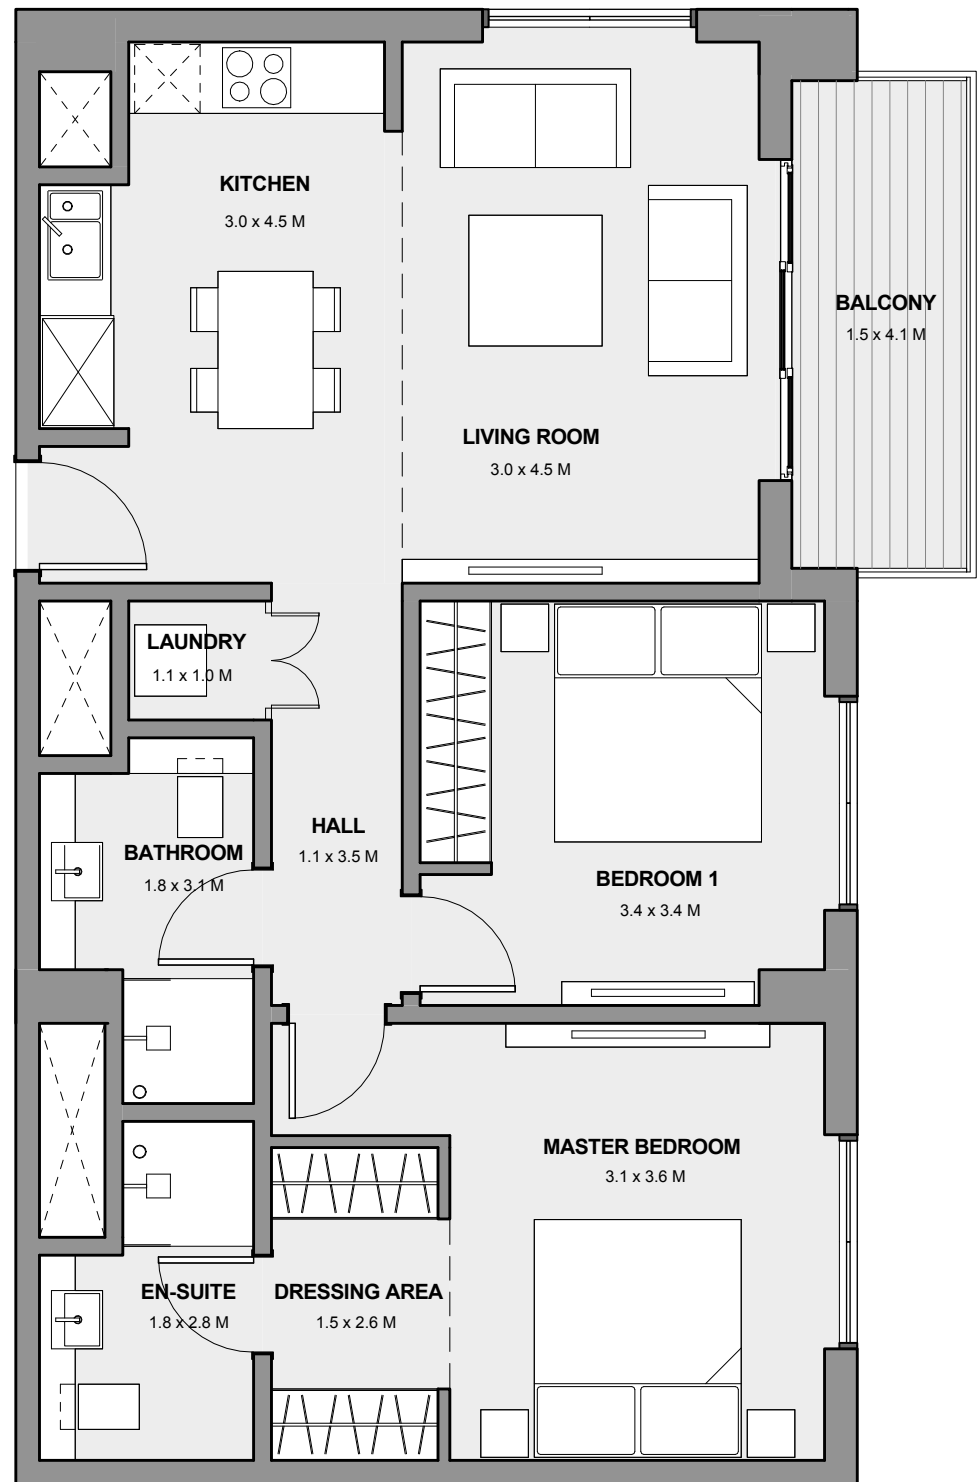 KITCHEN
3.0 x 4.5 M
BALCONY
1.5 x 4.1 M
LIVING ROOM
3.0 x 4.5 M
LAUNDRY
1.1 x 1.0 M
HALL
1.1 x 3.5 M
BATHROOM
1.8 x 3.1 M
BEDROOM 1
3.4 x 3.4 M
MASTER BEDROOM
3.1 x 3.6 M
EN-SUITE
1.8 x 2.8 M
DRESSING AREA
1.5 x 2.6 M